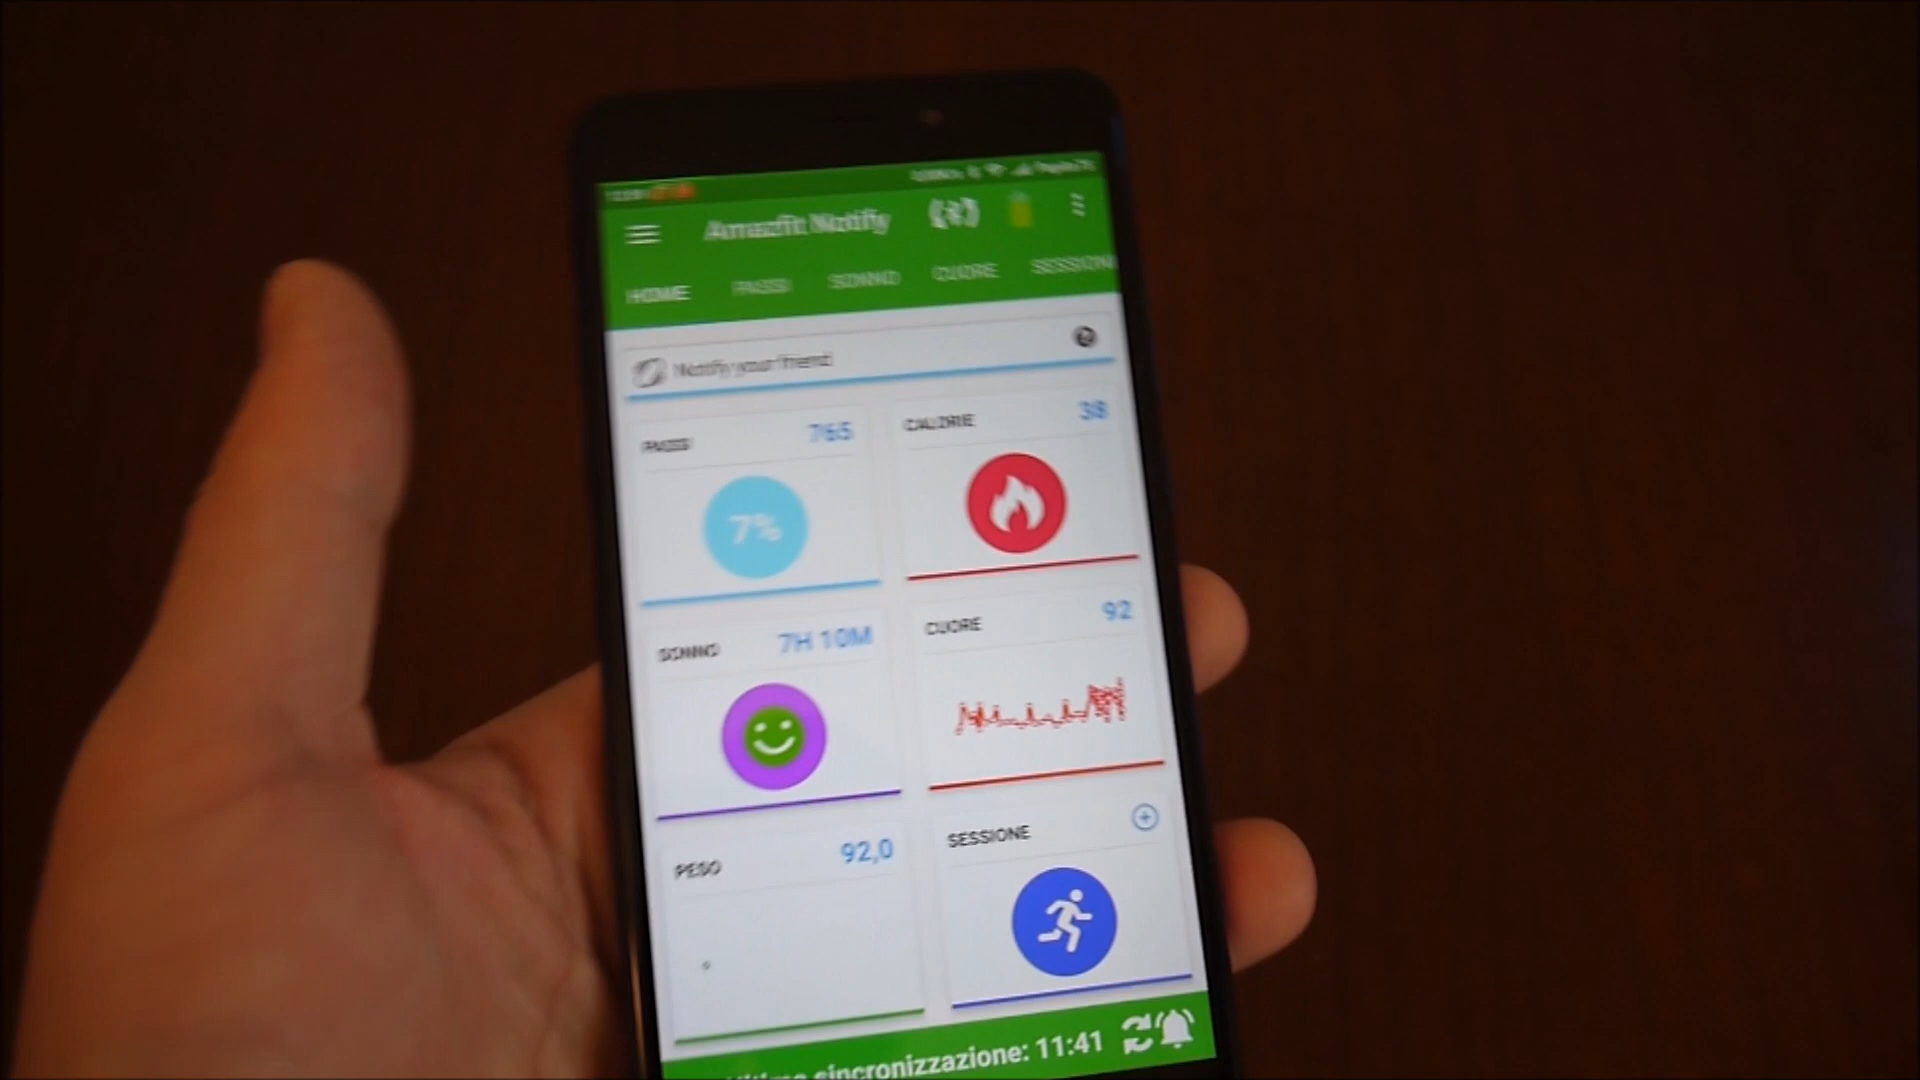 Amazfit Notify
HOME PASSI SONNO CUORE SESSION
Notify your friend
PASSI 765
CALORIE 38
7%
SONNO 7H 10M
CUORE 92
PESO 92,0
SESSIONE
Ultima sincronizzazione: 11:41